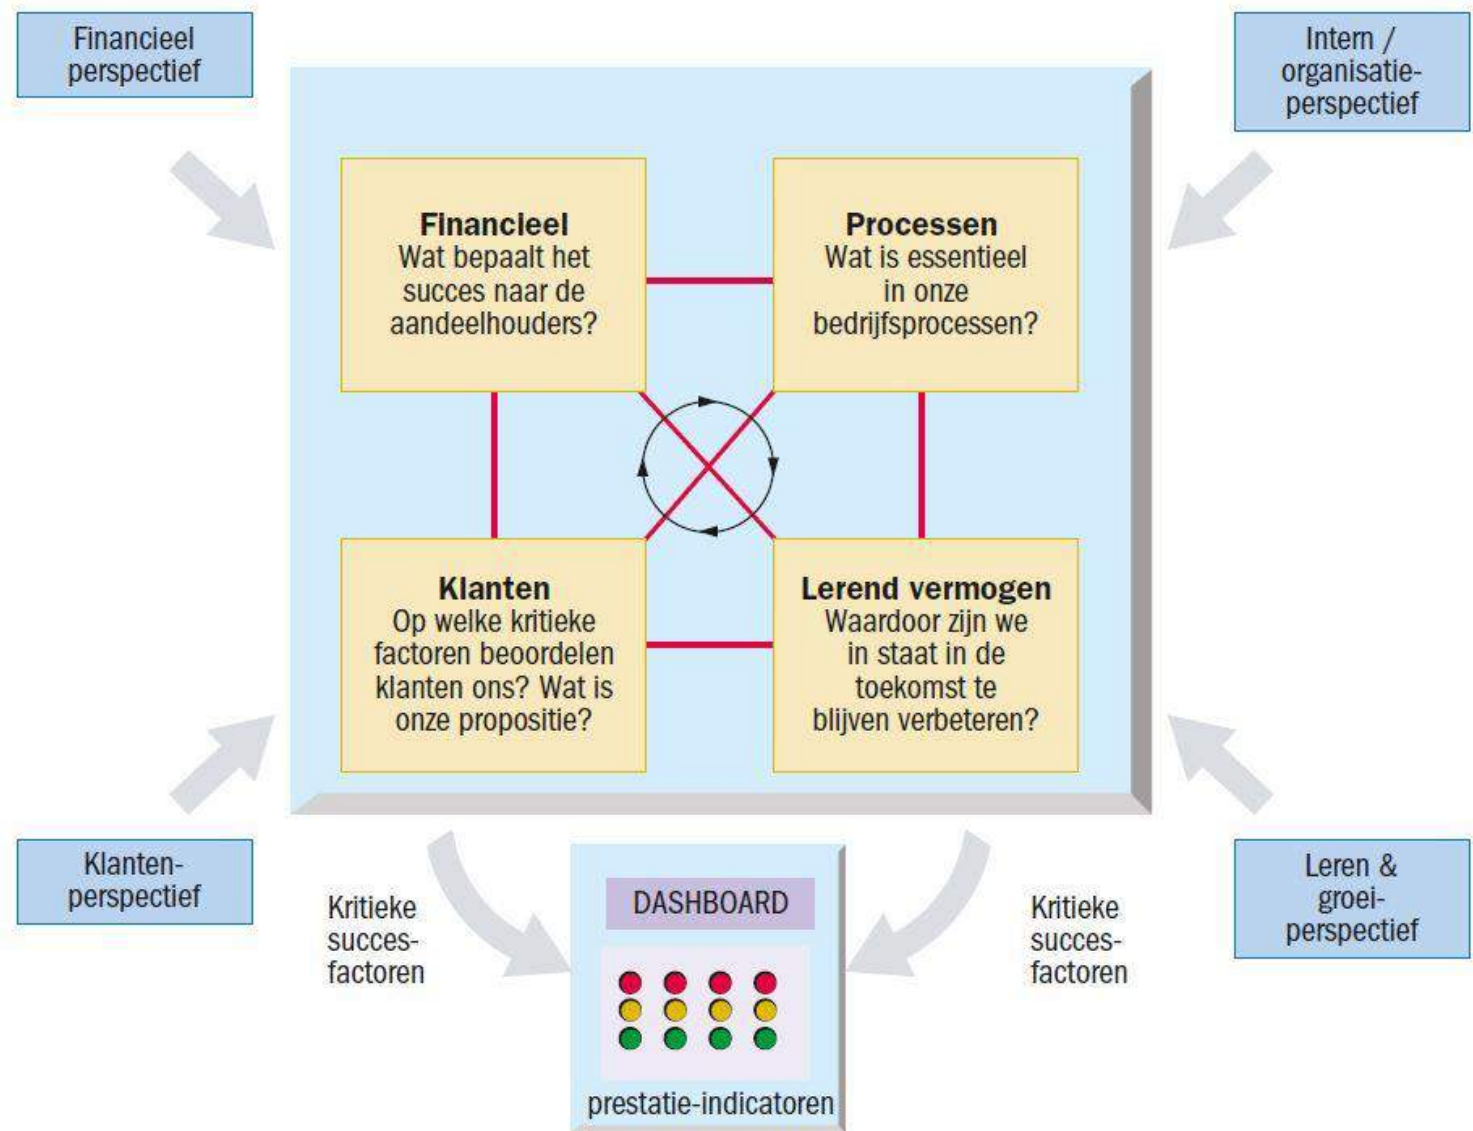 Financieel
perspectief
Intern /
organisatie-
perspectief
Financieel
Wat bepaalt het
succes naar de
aandeelhouders?
Processen
Wat is essentieel
in onze
bedrijfsprocessen?
Klanten
Op welke kritieke
factoren beoordelen
klanten ons? Wat is
onze propositie?
Lerend vermogen
Waardoor zijn we
in staat in de
toekomst te
blijven verbeteren?
Klanten-
perspectief
Kritieke
succes-
factoren
DASHBOARD
prestatie-indicatoren
Kritieke
succes-
factoren
Leren &
groei-
perspectief